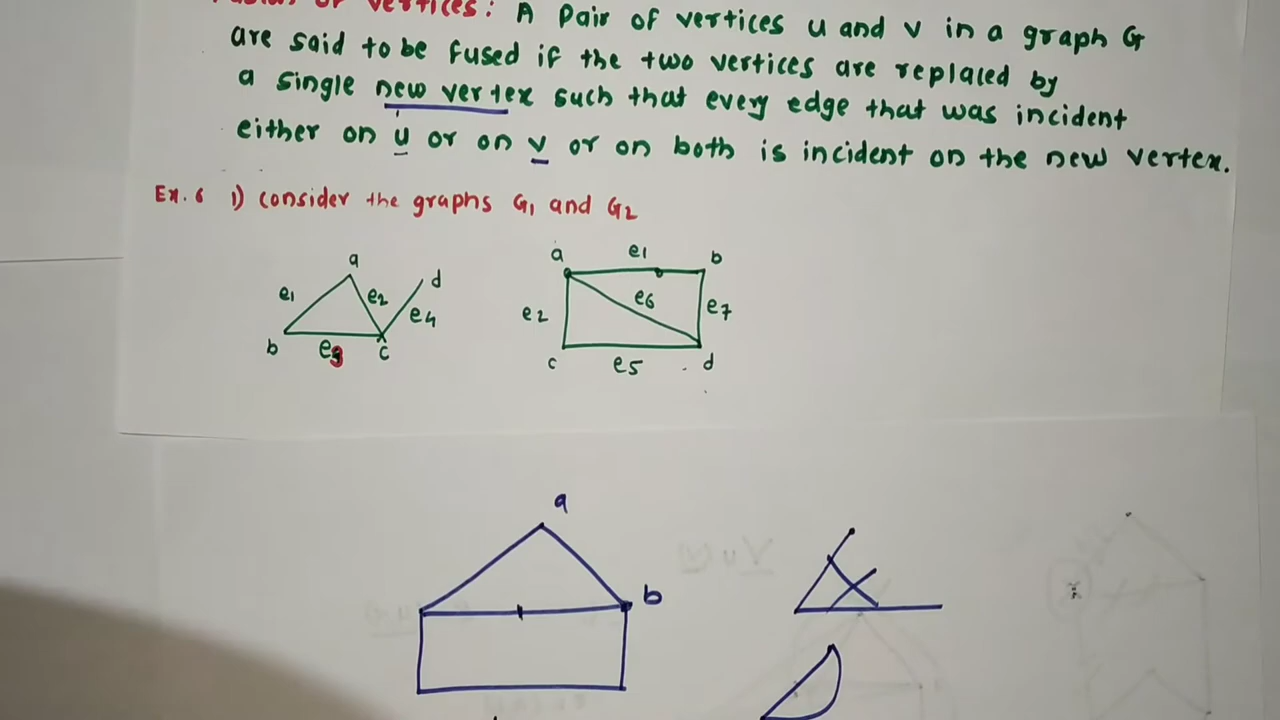 of vertices: A Pair of vertices u and v in a graph G
are said to be fused if the two vertices are replaced by
a single new vertex such that every edge that was incident
either on u or on v or on both is incident on the new vertex.
Ex. 6 i) consider the graphs G1 and G2
a
d
e1
e2
e4
b
e3
c
a
e1
b
e2
e6
e7
c
e5
d
a
b